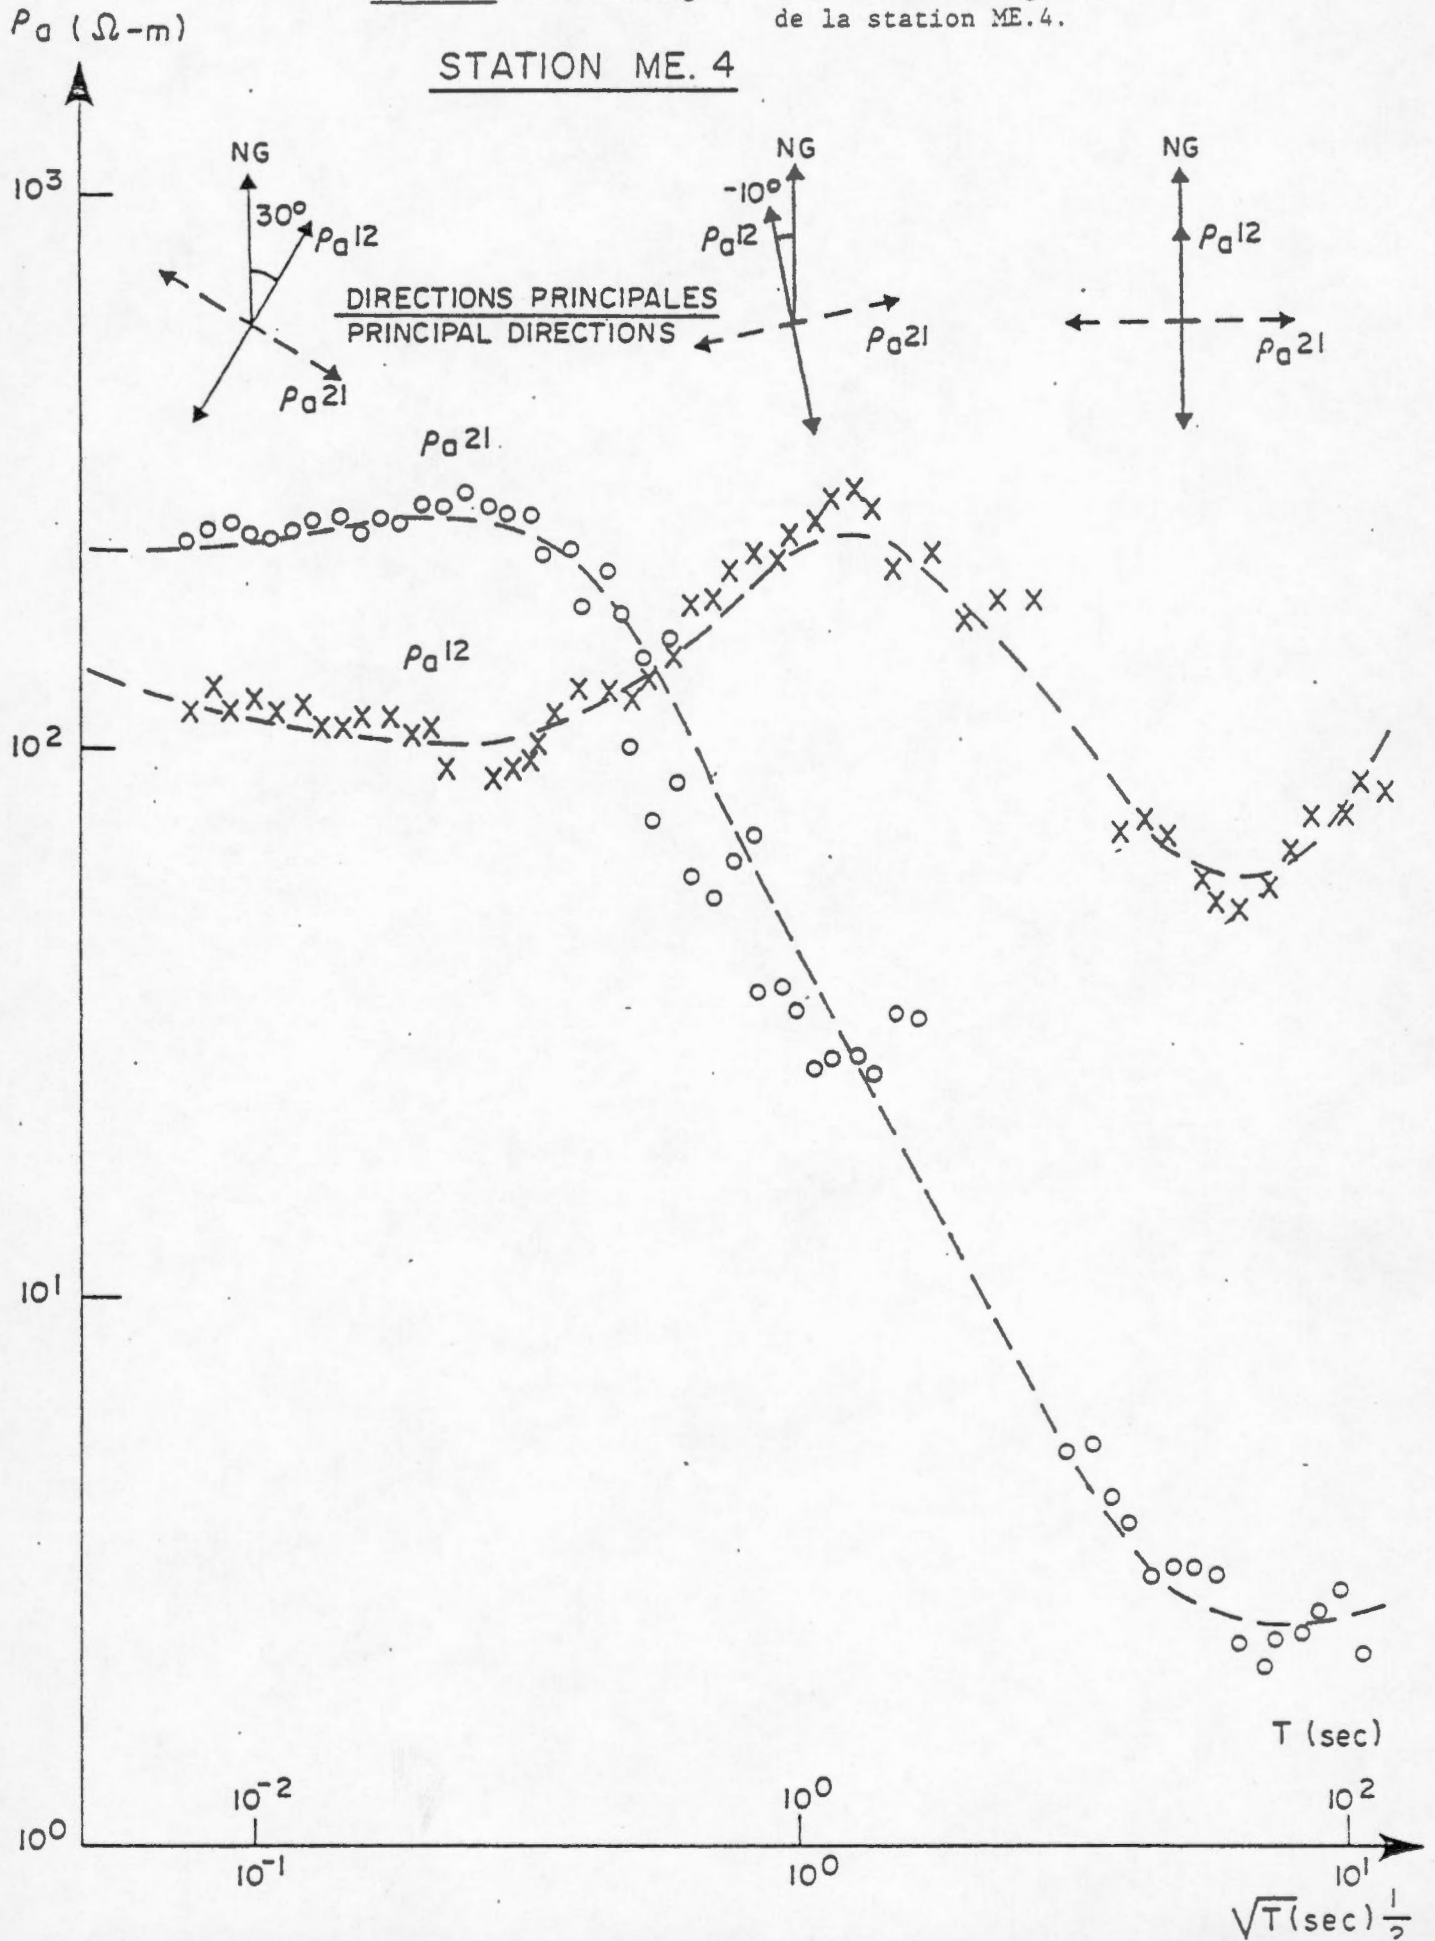 de la station ME.4.
ρa (Ω-m)
STATION ME. 4
NG
NG
NG
10³
30°
ρa12
-10°
ρa12
ρa12
DIRECTIONS PRINCIPALES
PRINCIPAL DIRECTIONS
ρa21
ρa21
ρa21
ρa21
ρa12
10²
10¹
T (sec)
10⁻² 10⁰ 10²
10⁰
10⁻¹ 10⁰ 10¹
√T(sec) 1/2